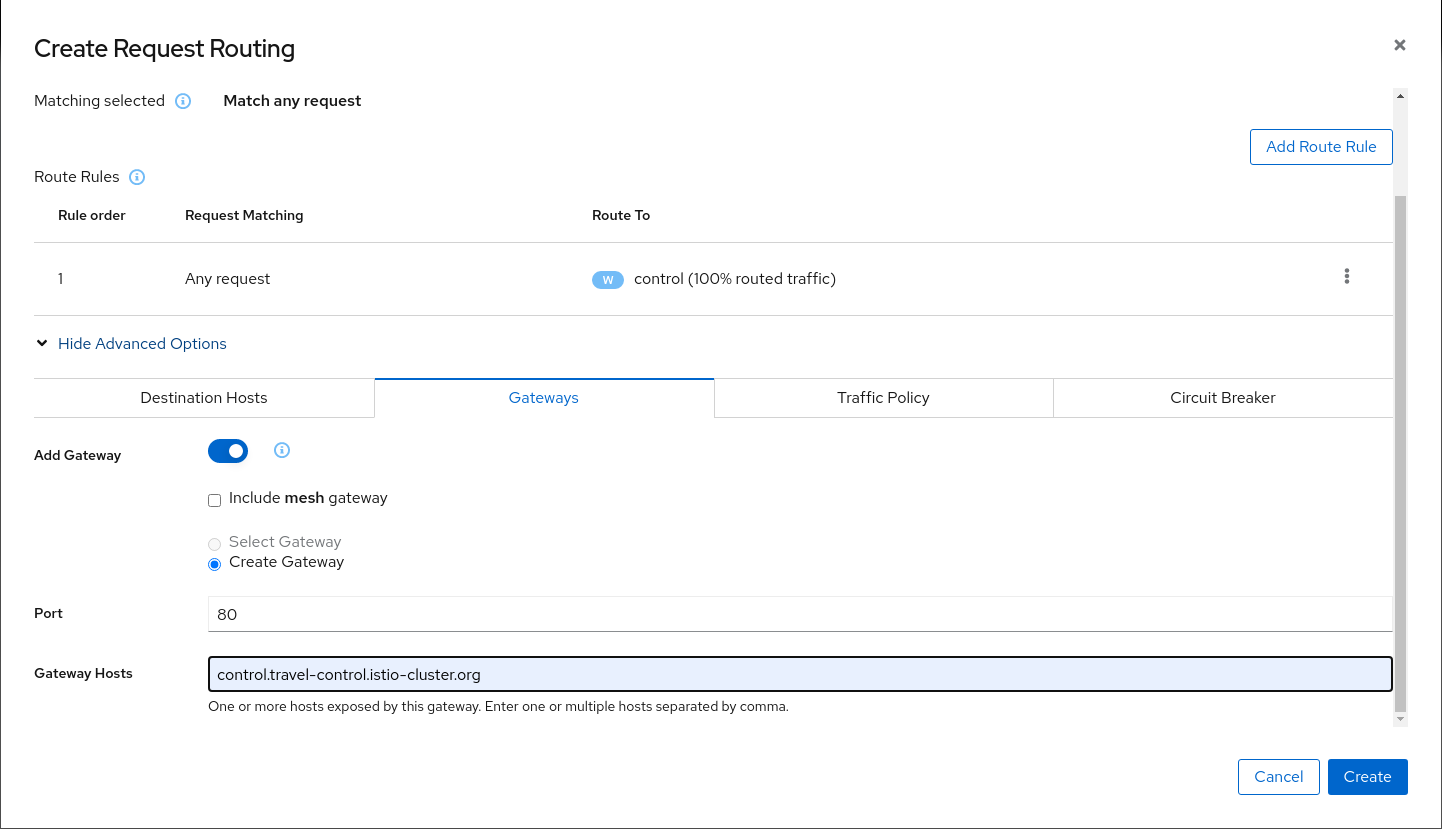 Create Request Routing
Matching selected Match any request
Add Route Rule
Route Rules
Rule order Request Matching Route To
1 Any request W control (100% routed traffic)
Hide Advanced Options
Destination Hosts Gateways Traffic Policy Circuit Breaker
Add Gateway
Include mesh gateway
Select Gateway
Create Gateway
Port 80
Gateway Hosts control.travel-control.istio-cluster.org
One or more hosts exposed by this gateway. Enter one or multiple hosts separated by comma.
Cancel Create